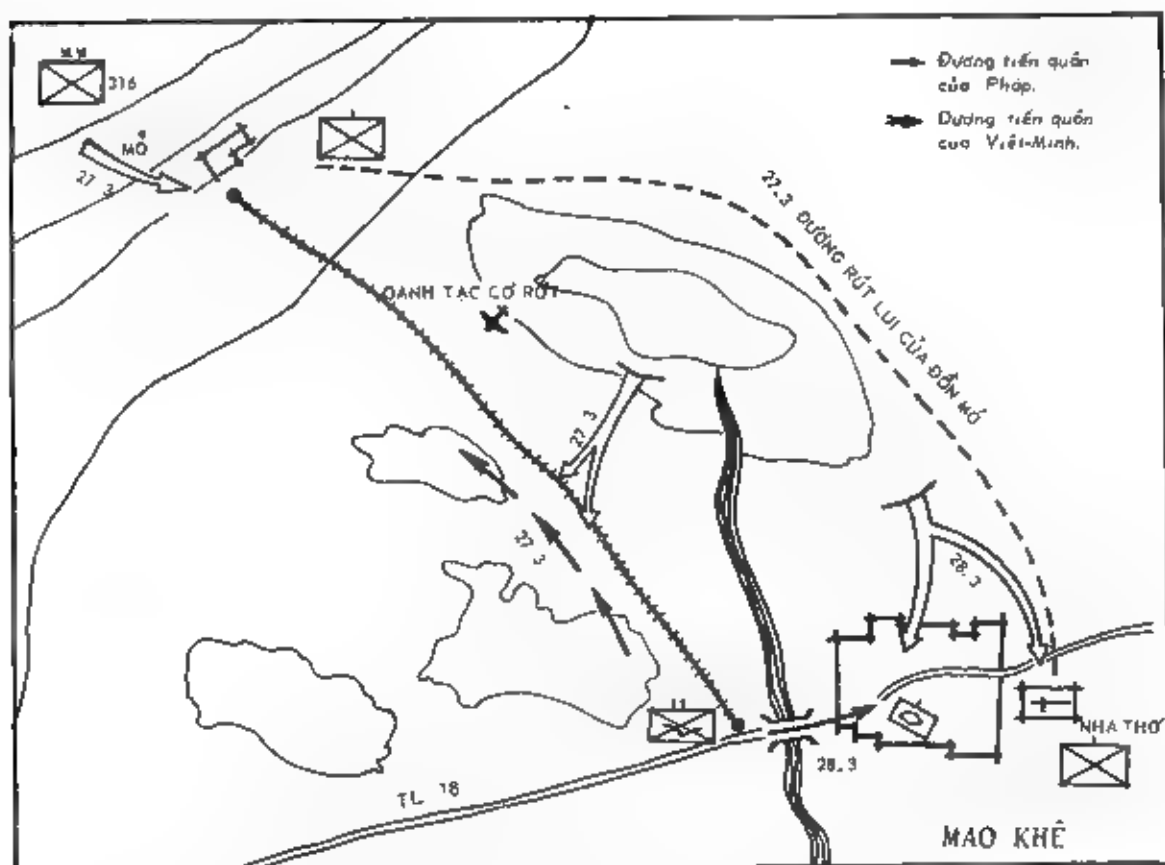 316
MỎ
27.3
Đường tiến quân
của Pháp.
Đường tiến quân
của Việt-Minh.
27.3 ĐƯỜNG RÚT LUI CỦA ĐỒN MỎ
OANH TẠC CƠ RÚT
27.3
27.3
28.3
NHA THỜ
28.3
TL 18
MAO KHÊ